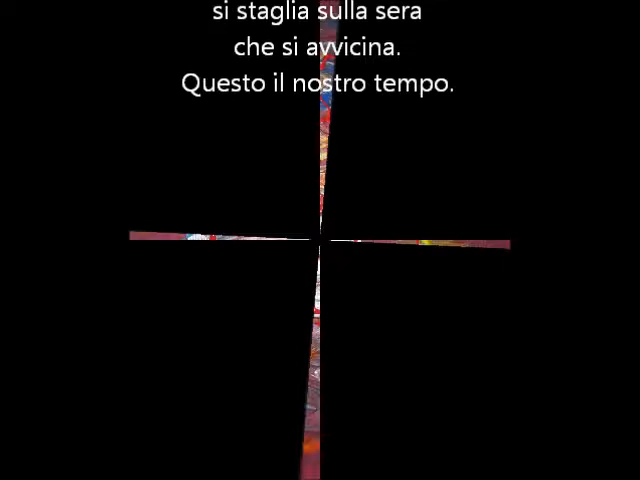 si staglia sulla sera
che si avvicina.
Questo il nostro tempo.